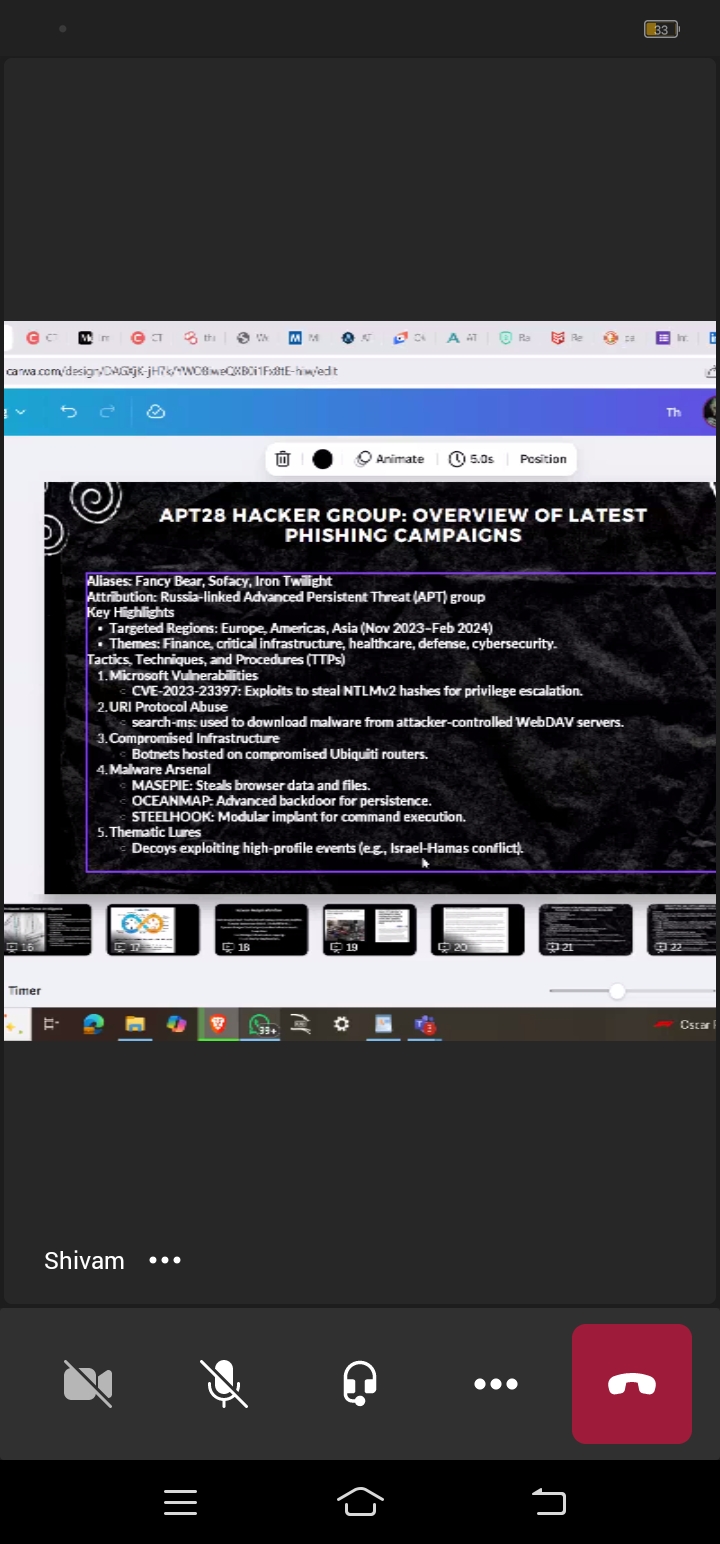 33
canva.com/design/
Th
Animate
5.0s
Position
APT28 HACKER GROUP: OVERVIEW OF LATEST
PHISHING CAMPAIGNS
Aliases: Fancy Bear, Sofacy, Iron Twilight
Attribution: Russia-linked Advanced Persistent Threat (APT) group
Key Highlights
• Targeted Regions: Europe, Americas, Asia (Nov 2023–Feb 2024)
• Themes: Finance, critical infrastructure, healthcare, defense, cybersecurity.
Tactics, Techniques, and Procedures (TTPs)
1. Microsoft Vulnerabilities
◦ CVE-2023-23397: Exploits to steal NTLMv2 hashes for privilege escalation.
2. URI Protocol Abuse
◦ search-ms: used to download malware from attacker-controlled WebDAV servers.
3. Compromised Infrastructure
◦ Botnets hosted on compromised Ubiquiti routers.
4. Malware Arsenal
◦ MASEPIE: Steals browser data and files.
◦ OCEANMAP: Advanced backdoor for persistence.
◦ STEELHOOK: Modular implant for command execution.
5. Thematic Lures
◦ Decoys exploiting high-profile events (e.g., Israel-Hamas conflict).
16
17
18
19
20
21
22
Timer
99+
Oscar
Shivam